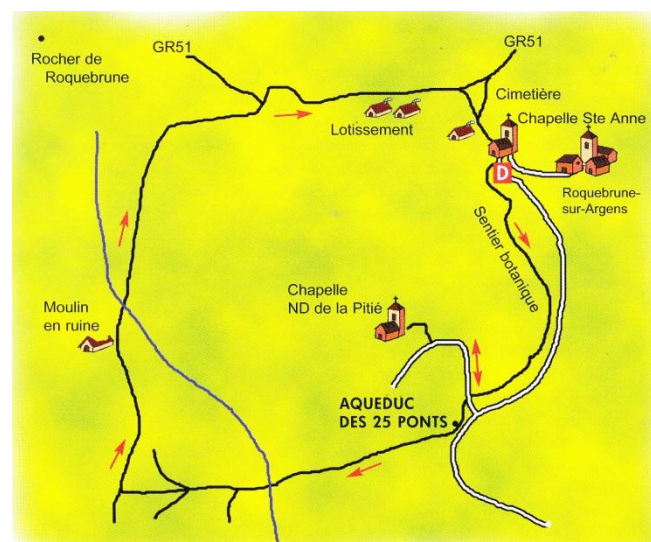 GR51
GR51
Rocher de
Roquebrune
Cimetière
Chapelle Ste Anne
Lotissement
D
Roquebrune-
sur-Argens
Sentier botanique
Chapelle
ND de la Pitié
Moulin
en ruine
AQUEDUC
DES 25 PONTS